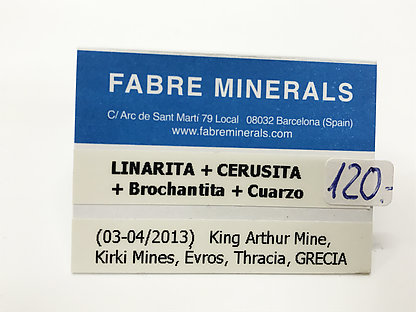 FABRE MINERALS
C/ Arc de Sant Martí 79 Local 08032 Barcelona (Spain)
www.fabreminerals.com
LINARITA + CERUSITA
+ Brochantita + Cuarzo
120.-
(03-04/2013) King Arthur Mine,
Kirki Mines, Evros, Thracia, GRECIA